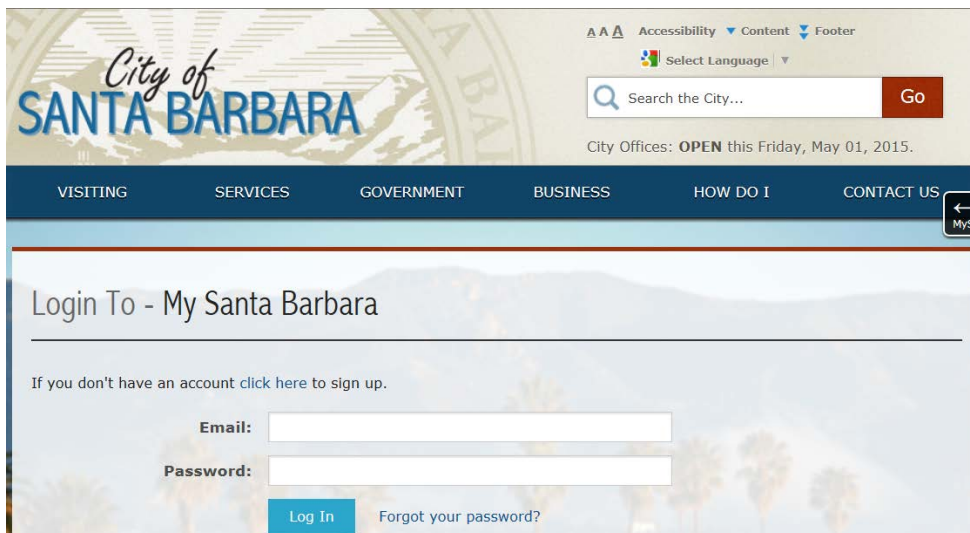 A A A Accessibility Content Footer
Select Language
City of
SANTA BARBARA
Search the City...
Go
City Offices: OPEN this Friday, May 01, 2015.
VISITING SERVICES GOVERNMENT BUSINESS HOW DO I CONTACT US
MyS
Login To - My Santa Barbara
If you don't have an account click here to sign up.
Email:
Password:
Log In Forgot your password?